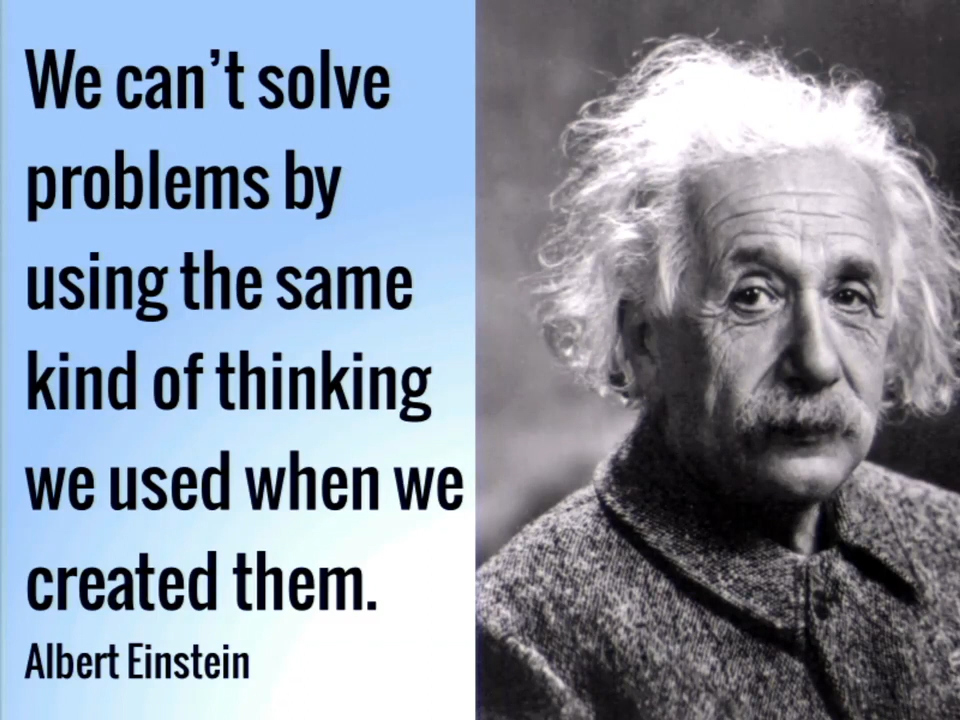 We can’t solve
problems by
using the same
kind of thinking
we used when we
created them.
Albert Einstein